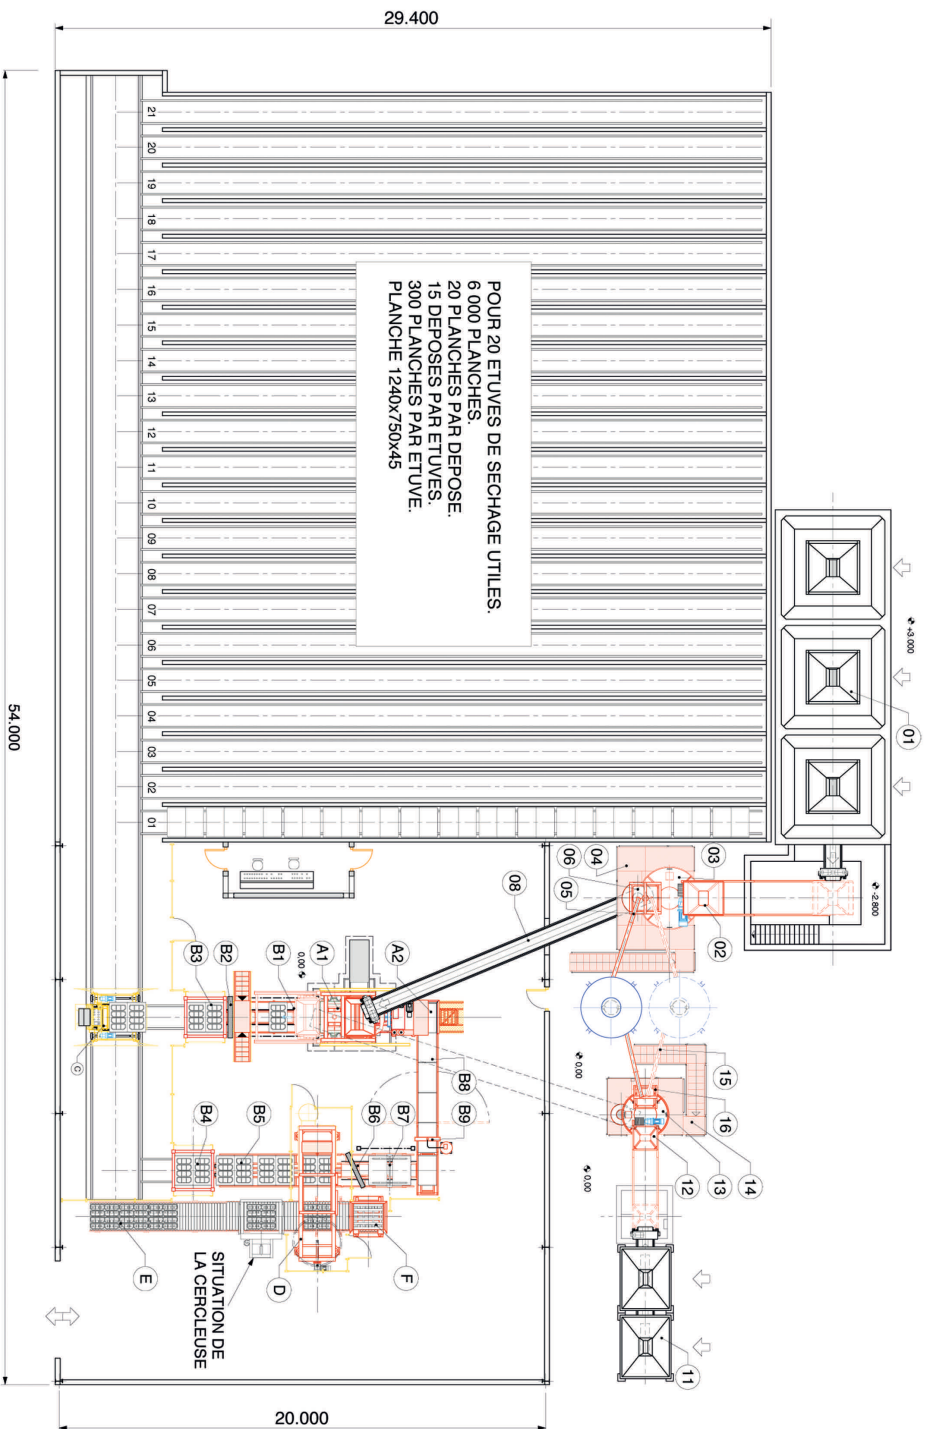 29.400
54.000
20.000
21
20
19
18
17
16
15
14
13
12
11
10
09
08
07
06
05
04
03
02
01
POUR 20 ETUVES DE SECHAGE UTILES.
6 000 PLANCHES.
20 PLANCHES PAR DEPOSE.
15 DEPOSES PAR ETUVES.
300 PLANCHES PAR ETUVE.
PLANCHE 1240x750x45
+3.000
01
-2.800
03
04
06
05
02
08
A2
A1
B1
B2
B3
0,00
C
B8
B9
B7
B6
B5
B4
0,00
15
16
14
13
12
0,00
11
F
D
E
SITUATION DE
LA CERCLEUSE